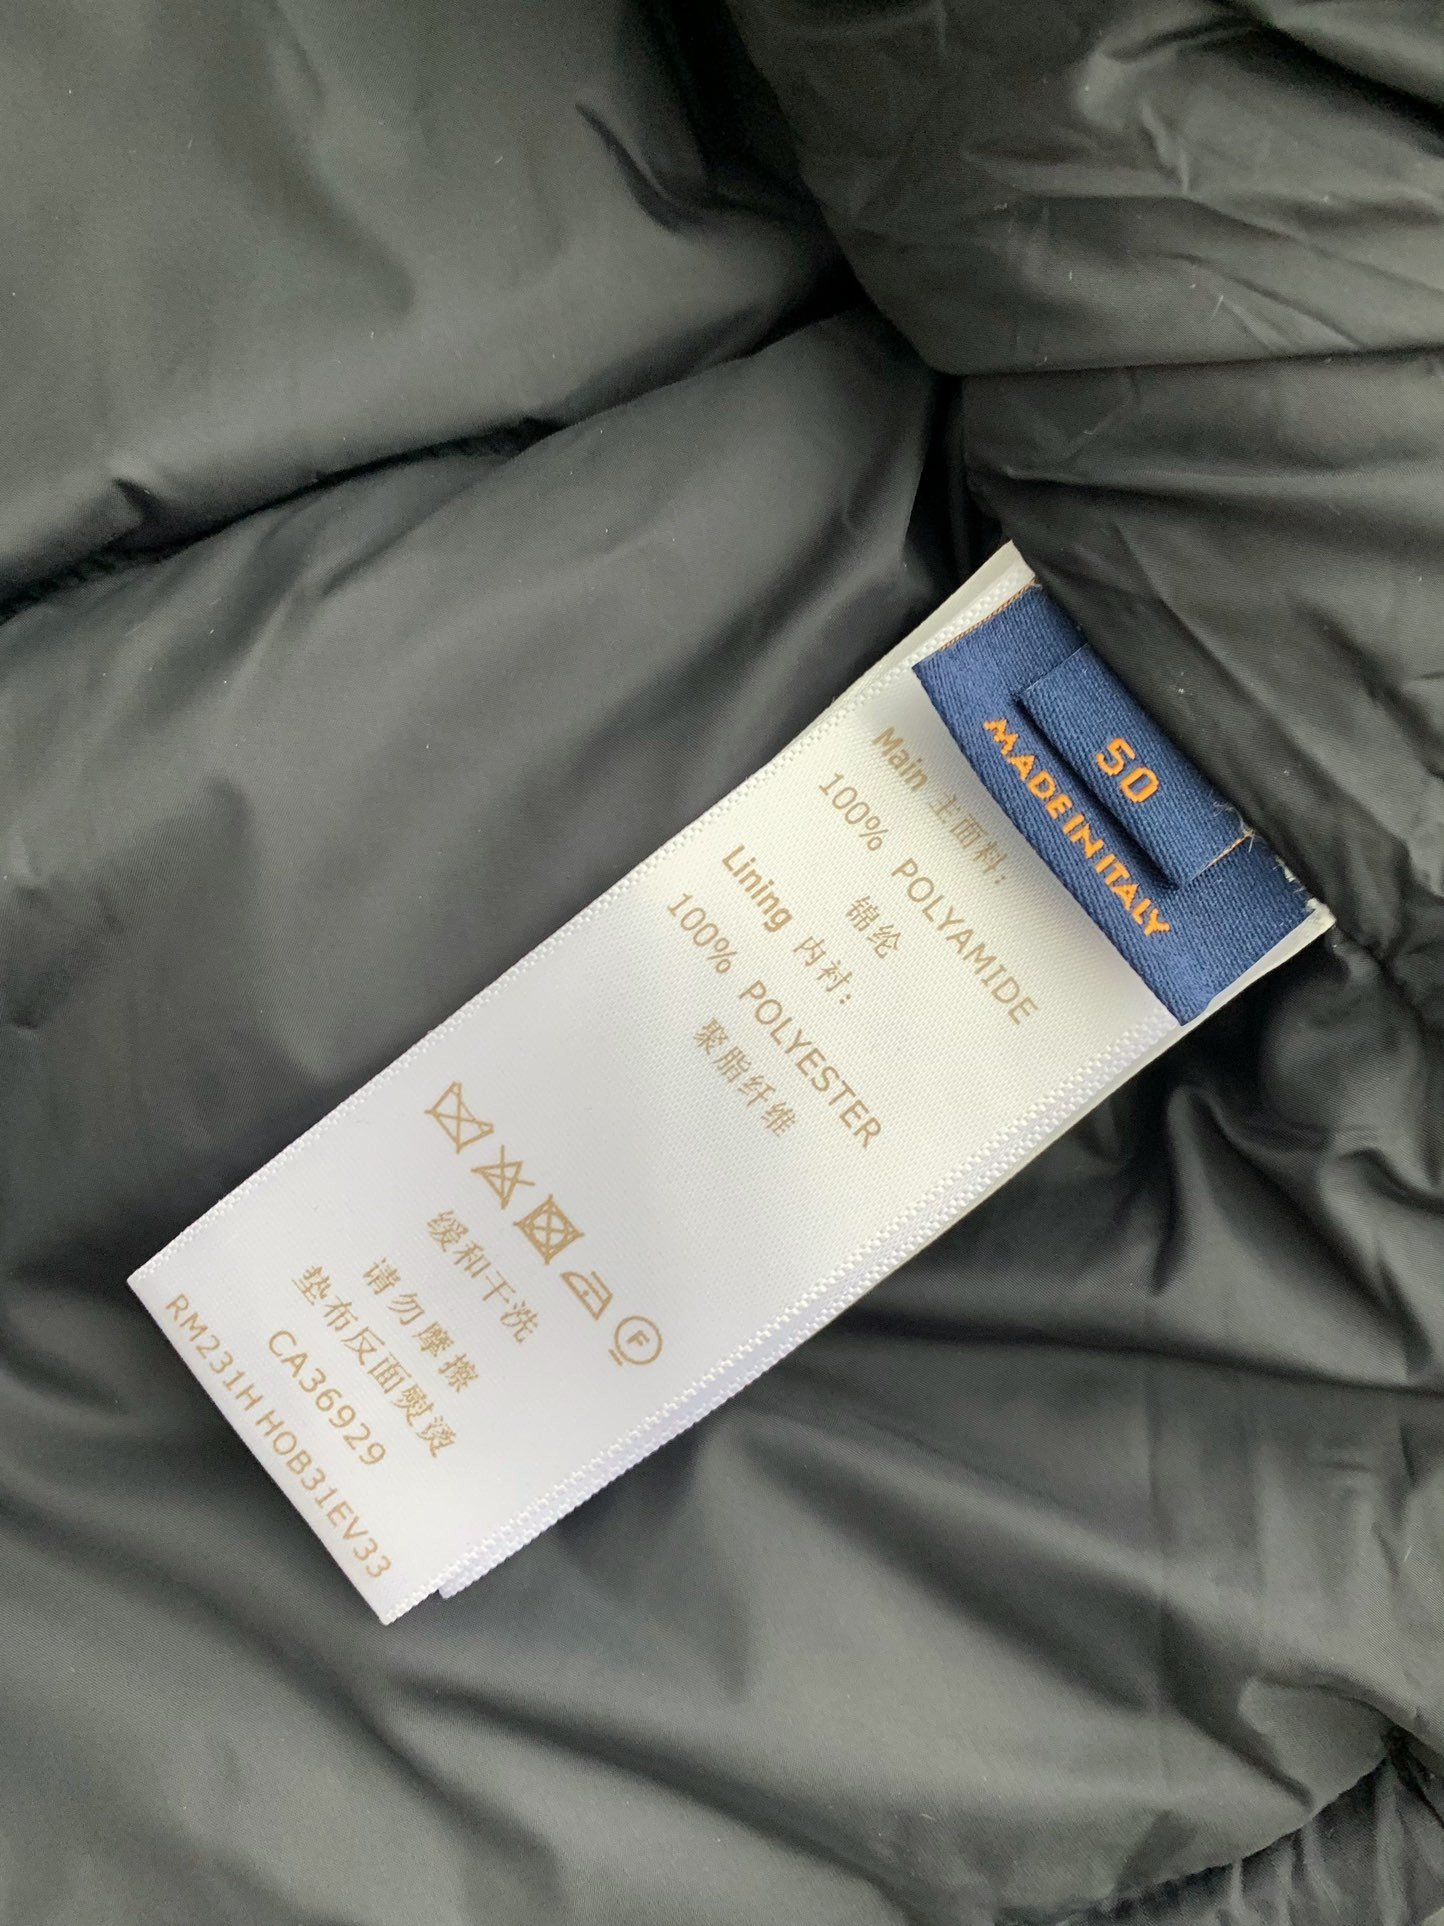 50
MADE IN ITALY
Main 主面料:
100% POLYAMIDE
锦纶
Lining 内衬:
100% POLYESTER
聚脂纤维
F
缓和干洗
请勿摩擦
垫布反面熨烫
CA36929
RM231H HOB31EV33